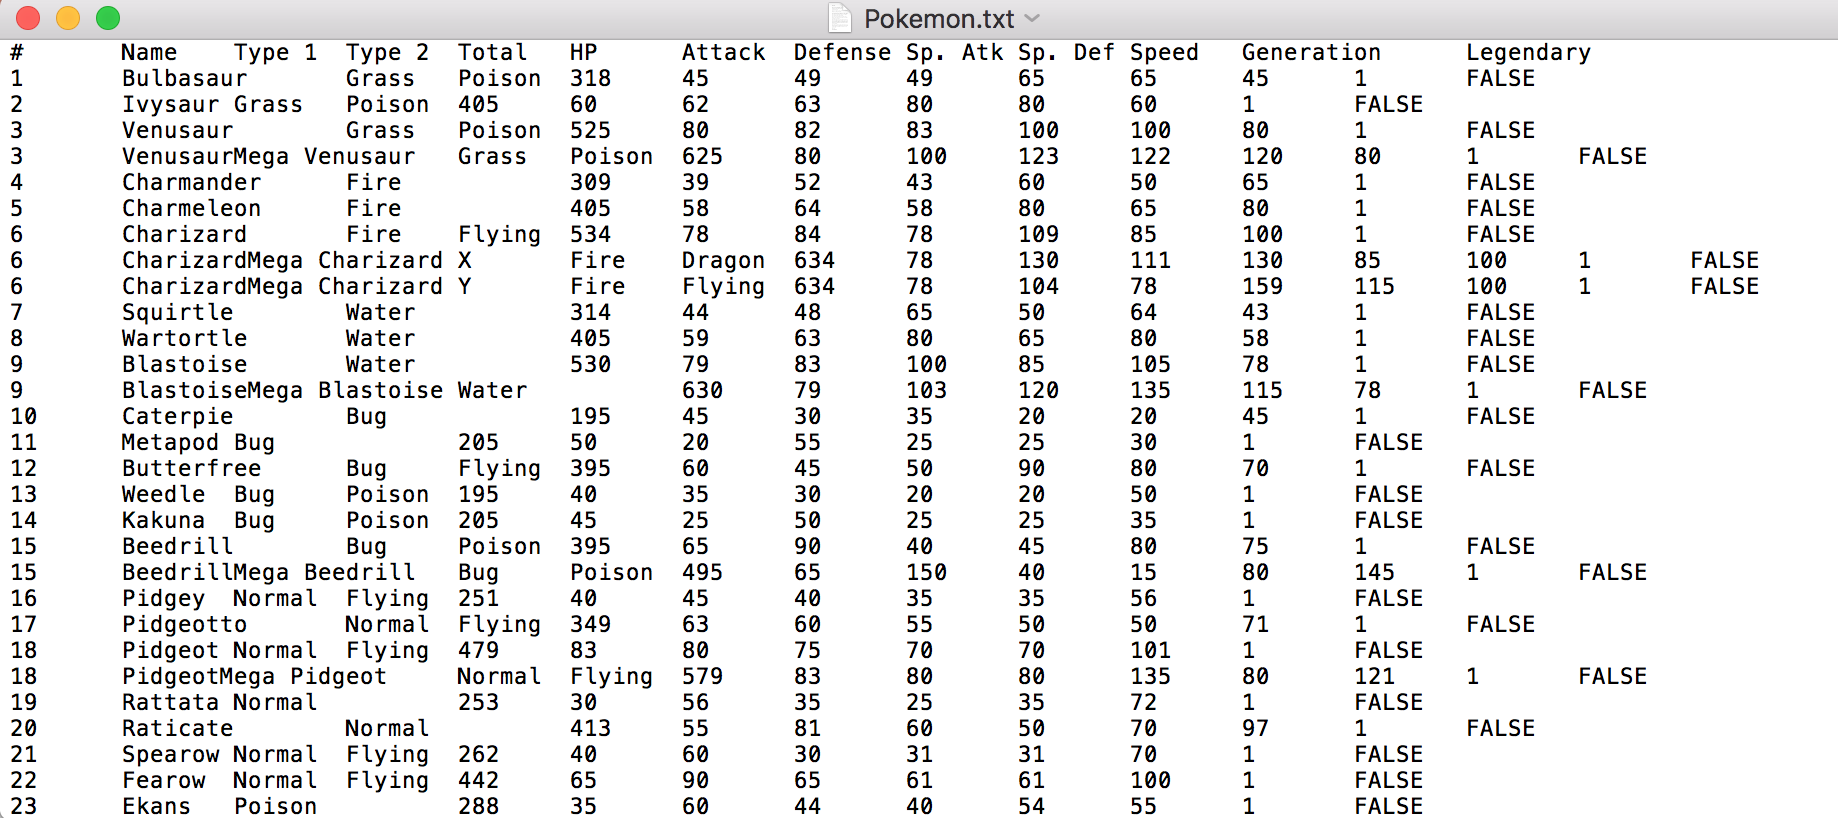 Pokemon.txt
# Name Type 1 Type 2 Total HP Attack Defense Sp. Atk Sp. Def Speed Generation Legendary
1 Bulbasaur Grass Poison 318 45 49 49 65 65 45 1 FALSE
2 Ivysaur Grass Poison 405 60 62 63 80 80 60 1 FALSE
3 Venusaur Grass Poison 525 80 82 83 100 100 80 1 FALSE
3 VenusaurMega Venusaur Grass Poison 625 80 100 123 122 120 80 1 FALSE
4 Charmander Fire 309 39 52 43 60 50 65 1 FALSE
5 Charmeleon Fire 405 58 64 58 80 65 80 1 FALSE
6 Charizard Fire Flying 534 78 84 78 109 85 100 1 FALSE
6 CharizardMega Charizard X Fire Dragon 634 78 130 111 130 85 100 1 FALSE
6 CharizardMega Charizard Y Fire Flying 634 78 104 78 159 115 100 1 FALSE
7 Squirtle Water 314 44 48 65 50 64 43 1 FALSE
8 Wartortle Water 405 59 63 80 65 80 58 1 FALSE
9 Blastoise Water 530 79 83 100 85 105 78 1 FALSE
9 BlastoiseMega Blastoise Water 630 79 103 120 135 115 78 1 FALSE
10 Caterpie Bug 195 45 30 35 20 20 45 1 FALSE
11 Metapod Bug 205 50 20 55 25 25 30 1 FALSE
12 Butterfree Bug Flying 395 60 45 50 90 80 70 1 FALSE
13 Weedle Bug Poison 195 40 35 30 20 20 50 1 FALSE
14 Kakuna Bug Poison 205 45 25 50 25 25 35 1 FALSE
15 Beedrill Bug Poison 395 65 90 40 45 80 75 1 FALSE
15 BeedrillMega Beedrill Bug Poison 495 65 150 40 15 80 145 1 FALSE
16 Pidgey Normal Flying 251 40 45 40 35 35 56 1 FALSE
17 Pidgeotto Normal Flying 349 63 60 55 50 50 71 1 FALSE
18 Pidgeot Normal Flying 479 83 80 75 70 70 101 1 FALSE
18 PidgeotMega Pidgeot Normal Flying 579 83 80 80 135 80 121 1 FALSE
19 Rattata Normal 253 30 56 35 25 35 72 1 FALSE
20 Raticate Normal 413 55 81 60 50 70 97 1 FALSE
21 Spearow Normal Flying 262 40 60 30 31 31 70 1 FALSE
22 Fearow Normal Flying 442 65 90 65 61 61 100 1 FALSE
23 Ekans Poison 288 35 60 44 40 54 55 1 FALSE